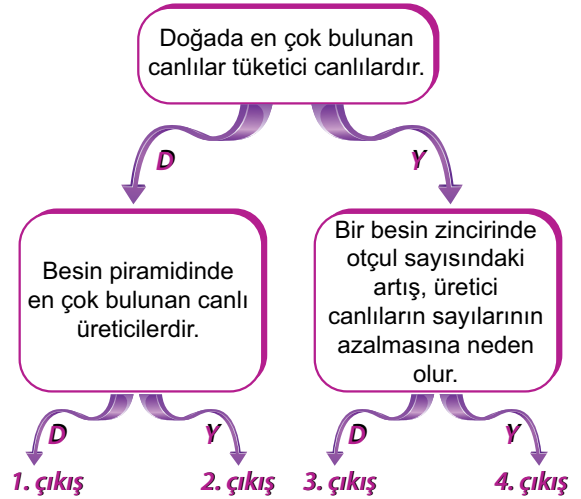 Doğada en çok bulunan
canlılar tüketici canlılardır.
D
Y
Besin piramidinde
en çok bulunan canlı
üreticilerdir.
Bir besin zincirinde
otçul sayısındaki
artış, üretici
canlıların sayılarının
azalmasına neden
olur.
D
Y
D
Y
1. çıkış
2. çıkış
3. çıkış
4. çıkış